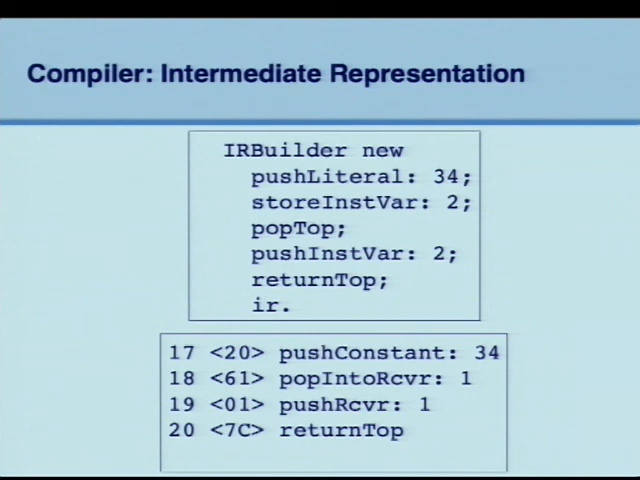 Compiler: Intermediate Representation
IRBuilder new
pushLiteral: 34;
storeInstVar: 2;
popTop;
pushInstVar: 2;
returnTop;
ir.
17 <20> pushConstant: 34
18 <61> popIntoRcvr: 1
19 <01> pushRcvr: 1
20 <7C> returnTop